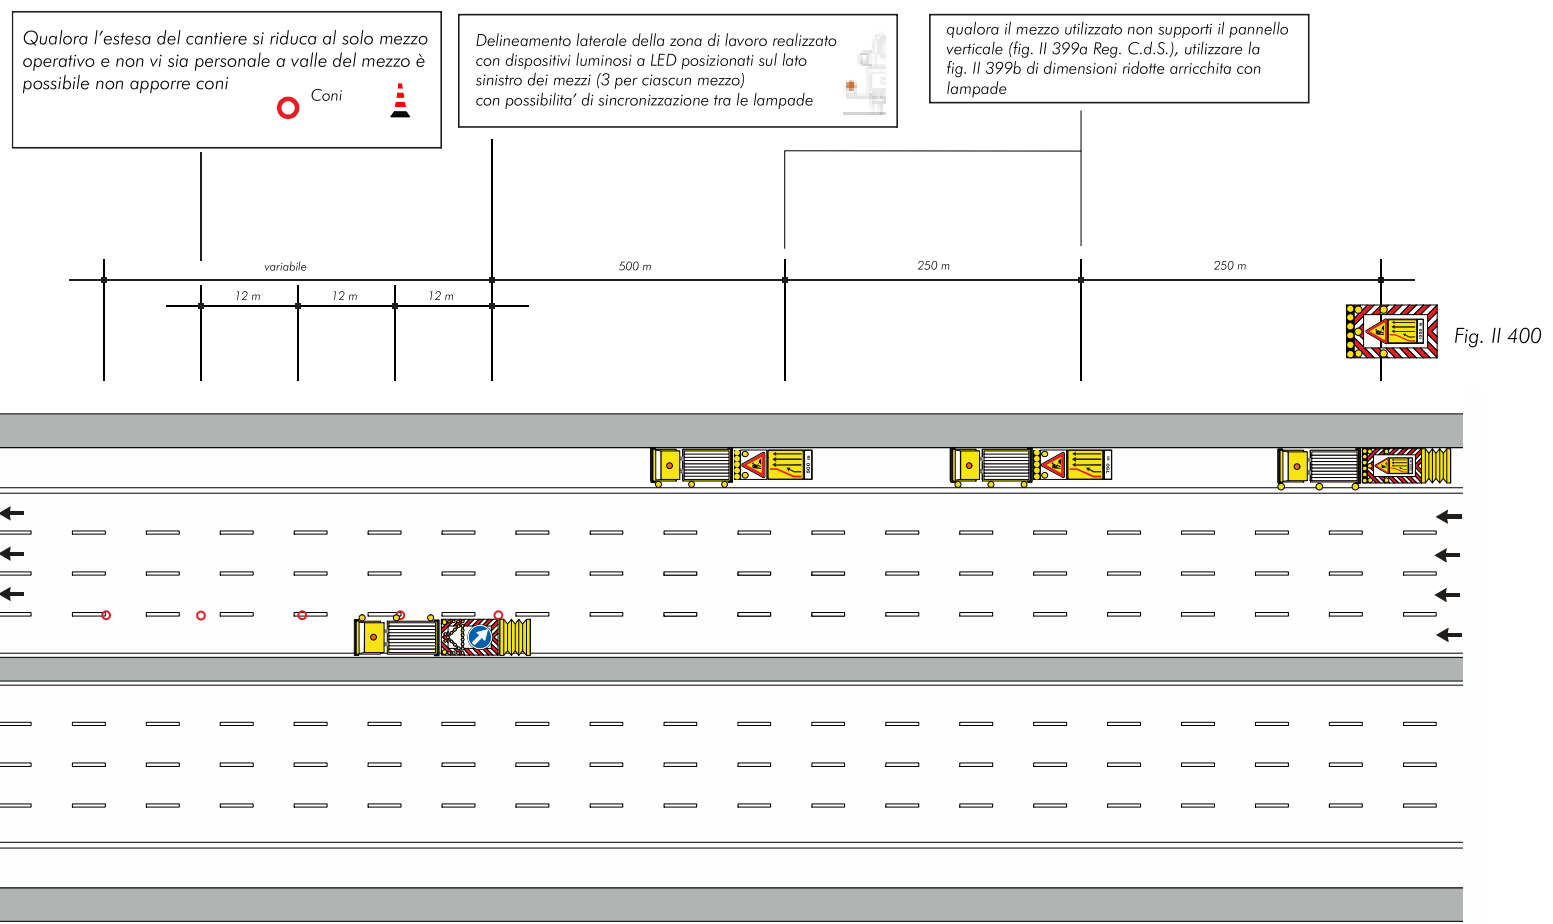 Qualora l'estesa del cantiere si riduca al solo mezzo
operativo e non vi sia personale a valle del mezzo è
possibile non apporre coni
Coni
Delineamento laterale della zona di lavoro realizzato
con dispositivi luminosi a LED posizionati sul lato
sinistro dei mezzi (3 per ciascun mezzo)
con possibilita' di sincronizzazione tra le lampade
qualora il mezzo utilizzato non supporti il pannello
verticale (fig. II 399a Reg. C.d.S.), utilizzare la
fig. II 399b di dimensioni ridotte arricchita con
lampade
variabile
500 m
250 m
250 m
12 m
12 m
12 m
Fig. II 400
500 m
750 m